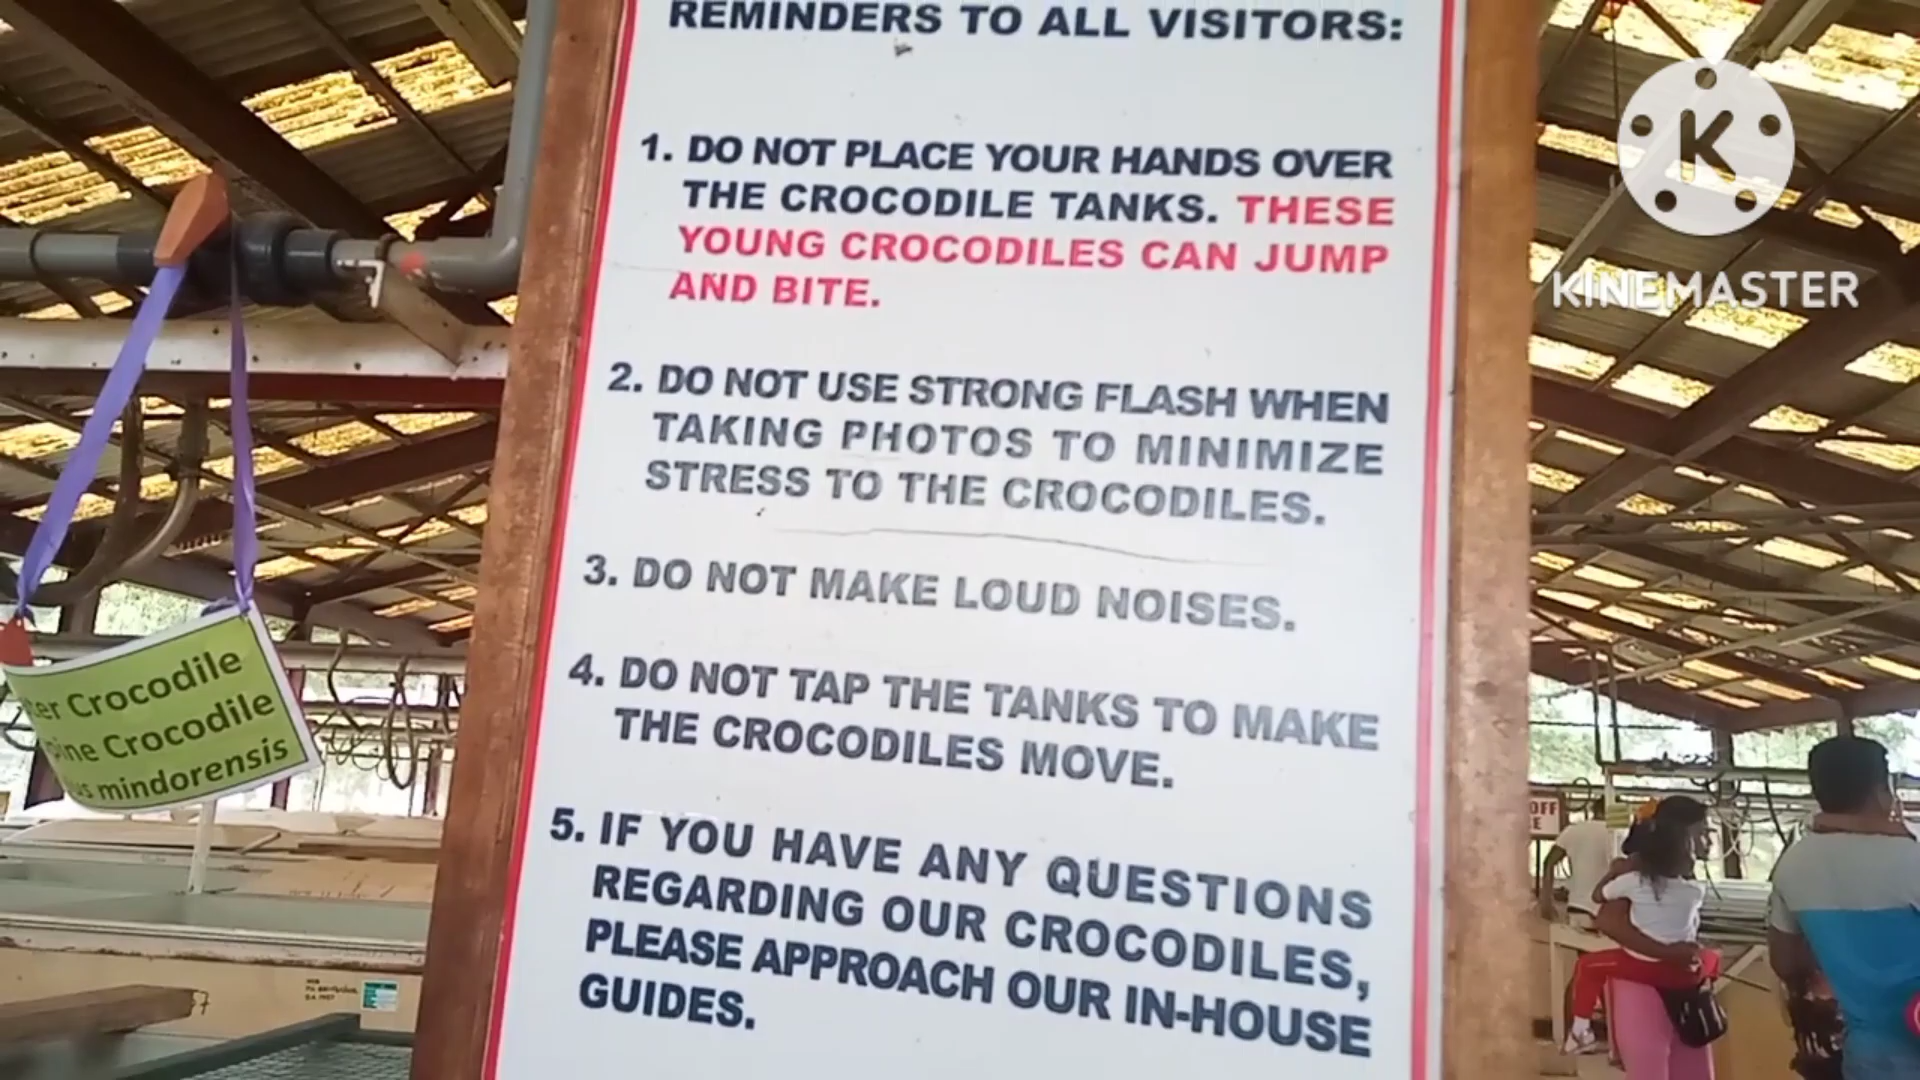 REMINDERS TO ALL VISITORS:
1. DO NOT PLACE YOUR HANDS OVER
THE CROCODILE TANKS. THESE
YOUNG CROCODILES CAN JUMP
AND BITE.
2. DO NOT USE STRONG FLASH WHEN
TAKING PHOTOS TO MINIMIZE
STRESS TO THE CROCODILES.
3. DO NOT MAKE LOUD NOISES.
4. DO NOT TAP THE TANKS TO MAKE
THE CROCODILES MOVE.
5. IF YOU HAVE ANY QUESTIONS
REGARDING OUR CROCODILES,
PLEASE APPROACH OUR IN-HOUSE
GUIDES.
Crocodile
Crocodile
mindorensis
K
KINEMASTER
OFF